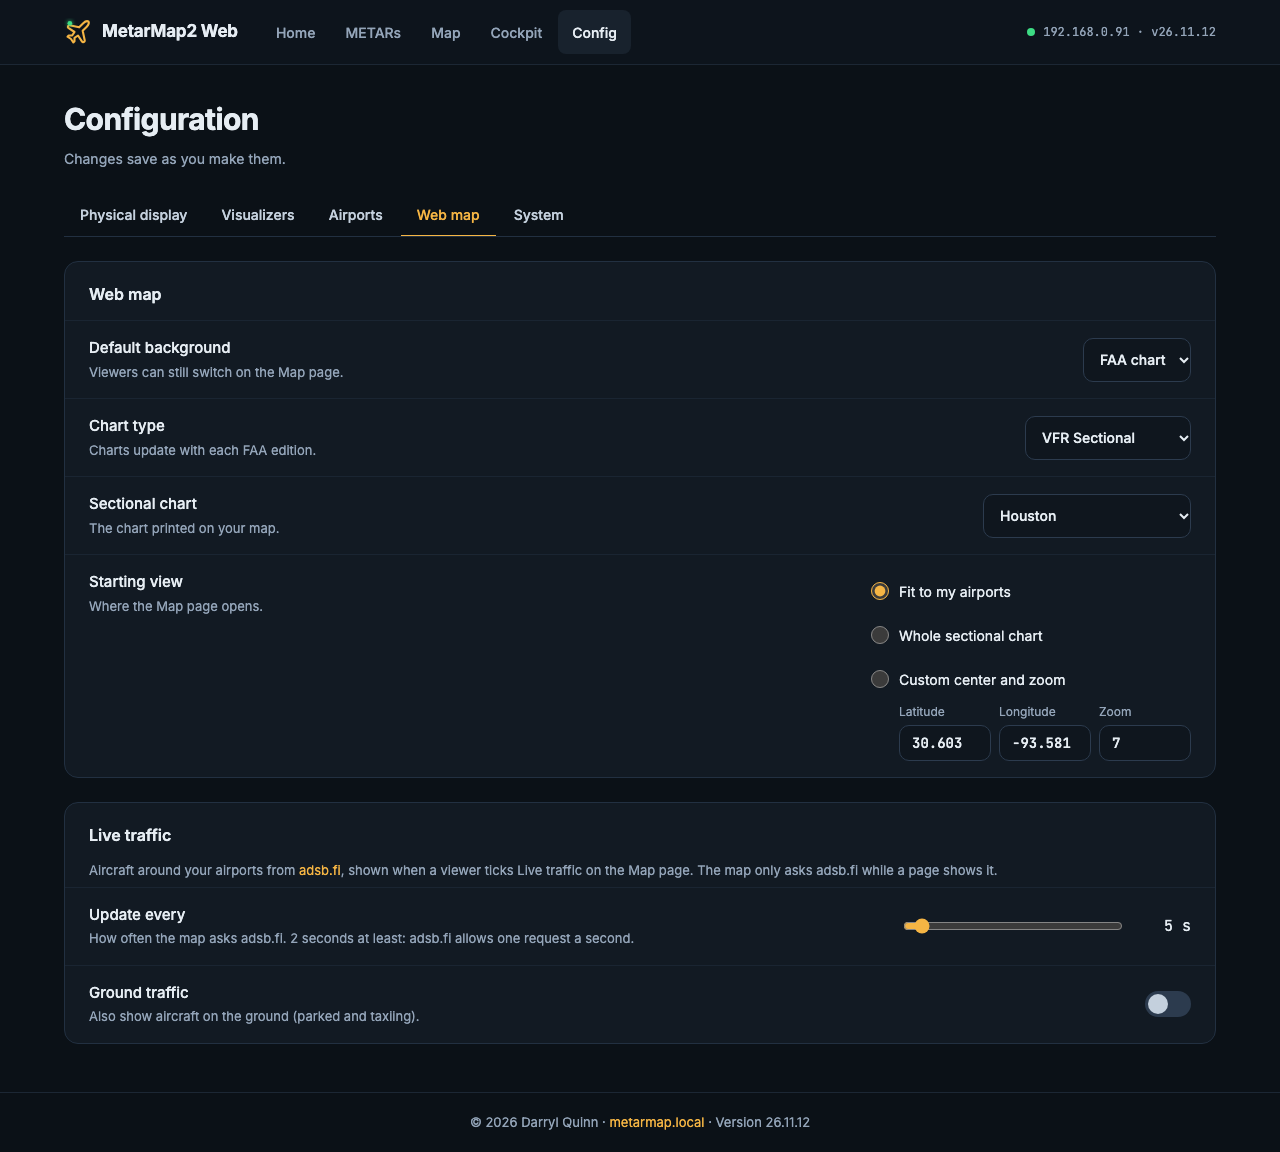 MetarMap2 Web Home METARs Map Cockpit Config 192.168.0.91 · v26.11.12
Configuration
Changes save as you make them.
Physical display Visualizers Airports Web map System
Web map
Default background
Viewers can still switch on the Map page.
FAA chart
Chart type
Charts update with each FAA edition.
VFR Sectional
Sectional chart
The chart printed on your map.
Houston
Starting view
Where the Map page opens.
Fit to my airports
Whole sectional chart
Custom center and zoom
Latitude Longitude Zoom
30.603 -93.581 7
Live traffic
Aircraft around your airports from adsb.fi, shown when a viewer ticks Live traffic on the Map page. The map only asks adsb.fi while a page shows it.
Update every
How often the map asks adsb.fi. 2 seconds at least: adsb.fi allows one request a second.
5 s
Ground traffic
Also show aircraft on the ground (parked and taxiing).
© 2026 Darryl Quinn · metarmap.local · Version 26.11.12